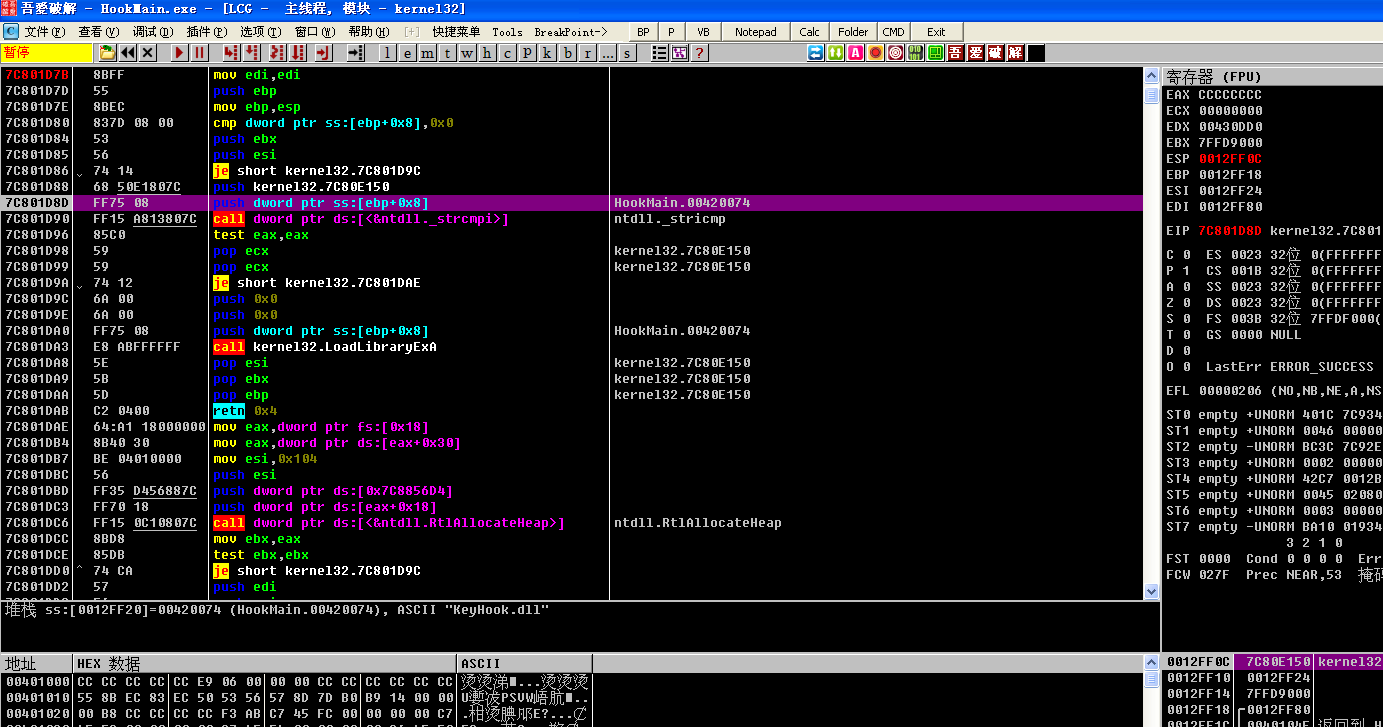 吾愛破解 - HookMain.exe - [LCG - 主线程, 模块 - kernel32]
文件(F) 查看(V) 调试(D) 插件(P) 选项(T) 窗口(W) 帮助(H) [+] 快捷菜单 Tools BreakPoint-> BP P VB Notepad Calc Folder CMD Exit
暂停 l e m t w h c p k b r ... s ? 吾 爱 破 解
7C801D7B 8BFF mov edi,edi
7C801D7D 55 push ebp
7C801D7E 8BEC mov ebp,esp
7C801D80 837D 08 00 cmp dword ptr ss:[ebp+0x8],0x0
7C801D84 53 push ebx
7C801D85 56 push esi
7C801D86 74 14 je short kernel32.7C801D9C
7C801D88 68 50E1807C push kernel32.7C80E150
7C801D8D FF75 08 push dword ptr ss:[ebp+0x8] HookMain.00420074
7C801D90 FF15 A813807C call dword ptr ds:[<&ntdll._strcmpi>] ntdll._stricmp
7C801D96 85C0 test eax,eax
7C801D98 59 pop ecx kernel32.7C80E150
7C801D99 59 pop ecx kernel32.7C80E150
7C801D9A 74 12 je short kernel32.7C801DAE
7C801D9C 6A 00 push 0x0
7C801D9E 6A 00 push 0x0
7C801DA0 FF75 08 push dword ptr ss:[ebp+0x8] HookMain.00420074
7C801DA3 E8 ABFFFFFF call kernel32.LoadLibraryExA
7C801DA8 5E pop esi kernel32.7C80E150
7C801DA9 5B pop ebx kernel32.7C80E150
7C801DAA 5D pop ebp kernel32.7C80E150
7C801DAB C2 0400 retn 0x4
7C801DAE 64:A1 18000000 mov eax,dword ptr fs:[0x18]
7C801DB4 8B40 30 mov eax,dword ptr ds:[eax+0x30]
7C801DB7 BE 04010000 mov esi,0x104
7C801DBC 56 push esi
7C801DBD FF35 D456887C push dword ptr ds:[0x7C8856D4]
7C801DC3 FF70 18 push dword ptr ds:[eax+0x18]
7C801DC6 FF15 0C10807C call dword ptr ds:[<&ntdll.RtlAllocateHeap>] ntdll.RtlAllocateHeap
7C801DCC 8BD8 mov ebx,eax
7C801DCE 85DB test ebx,ebx
7C801DD0 74 CA je short kernel32.7C801D9C
7C801DD2 57 push edi
堆栈 ss:[0012FF20]=00420074 (HookMain.00420074), ASCII "KeyHook.dll"
寄存器 (FPU)
EAX CCCCCCCC
ECX 00000000
EDX 00430DD0
EBX 7FFD9000
ESP 0012FF0C
EBP 0012FF18
ESI 0012FF24
EDI 0012FF80
EIP 7C801D8D kernel32.7C801
C 0 ES 0023 32位 0(FFFFFFF
P 1 CS 001B 32位 0(FFFFFFF
A 0 SS 0023 32位 0(FFFFFFF
Z 0 DS 0023 32位 0(FFFFFFF
S 0 FS 003B 32位 7FFDF000(
T 0 GS 0000 NULL
D 0
O 0 LastErr ERROR_SUCCESS
EFL 00000206 (NO,NB,NE,A,NS
ST0 empty +UNORM 401C 7C934
ST1 empty +UNORM 0046 00000
ST2 empty -UNORM BC3C 7C92E
ST3 empty +UNORM 0002 00000
ST4 empty +UNORM 42C7 0012B
ST5 empty +UNORM 0045 02080
ST6 empty +UNORM 0003 00000
ST7 empty -UNORM BA10 01934
3 2 1 0
FST 0000 Cond 0 0 0 0 Err
FCW 027F Prec NEAR,53 掩码
地址 HEX 数据 ASCII
00401000 CC CC CC CC CC E9 06 00 00 00 CC CC CC CC CC CC
00401010 55 8B EC 83 EC 50 53 56 57 8D 7D B0 B9 14 00 00
00401020 00 B8 CC CC CC CC F3 AB C7 45 FC 00 00 00 00 C7
0012FF0C 7C80E150 kernel32
0012FF10 0012FF24
0012FF14 7FFD9000
0012FF18 0012FF80